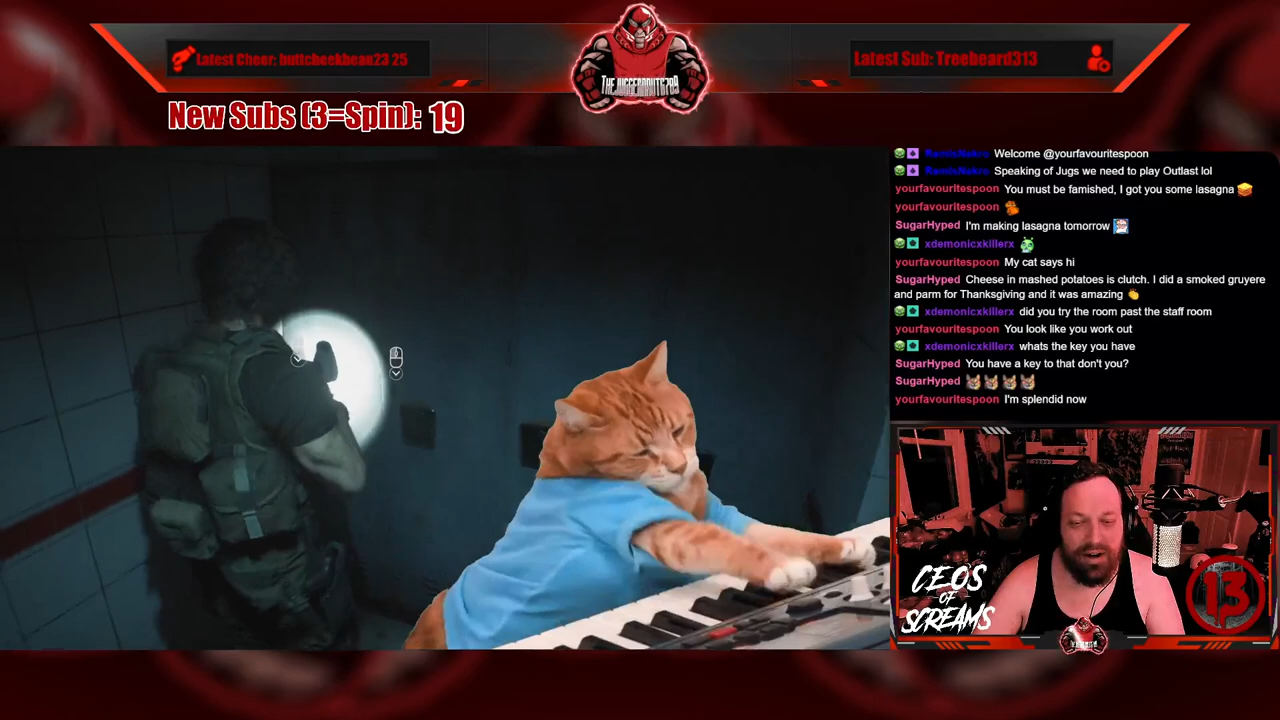 Latest Cheer: buttcheekbeau23 25
THEJUGGERNAUT6789
Latest Sub: Treebeard313
New Subs (3=Spin): 19
RamisNakro Welcome @yourfavouritespoon
RamisNakro Speaking of Jugs we need to play Outlast lol
yourfavouritespoon You must be famished, I got you some lasagna
yourfavouritespoon
SugarHyped I'm making lasagna tomorrow
xdemonicxkillerx
yourfavouritespoon My cat says hi
SugarHyped Cheese in mashed potatoes is clutch. I did a smoked gruyere
and parm for Thanksgiving and it was amazing
xdemonicxkillerx did you try the room past the staff room
yourfavouritespoon You look like you work out
xdemonicxkillerx whats the key you have
SugarHyped You have a key to that don't you?
SugarHyped
yourfavouritespoon I'm splendid now
CEOS
OF
SCREAMS
13